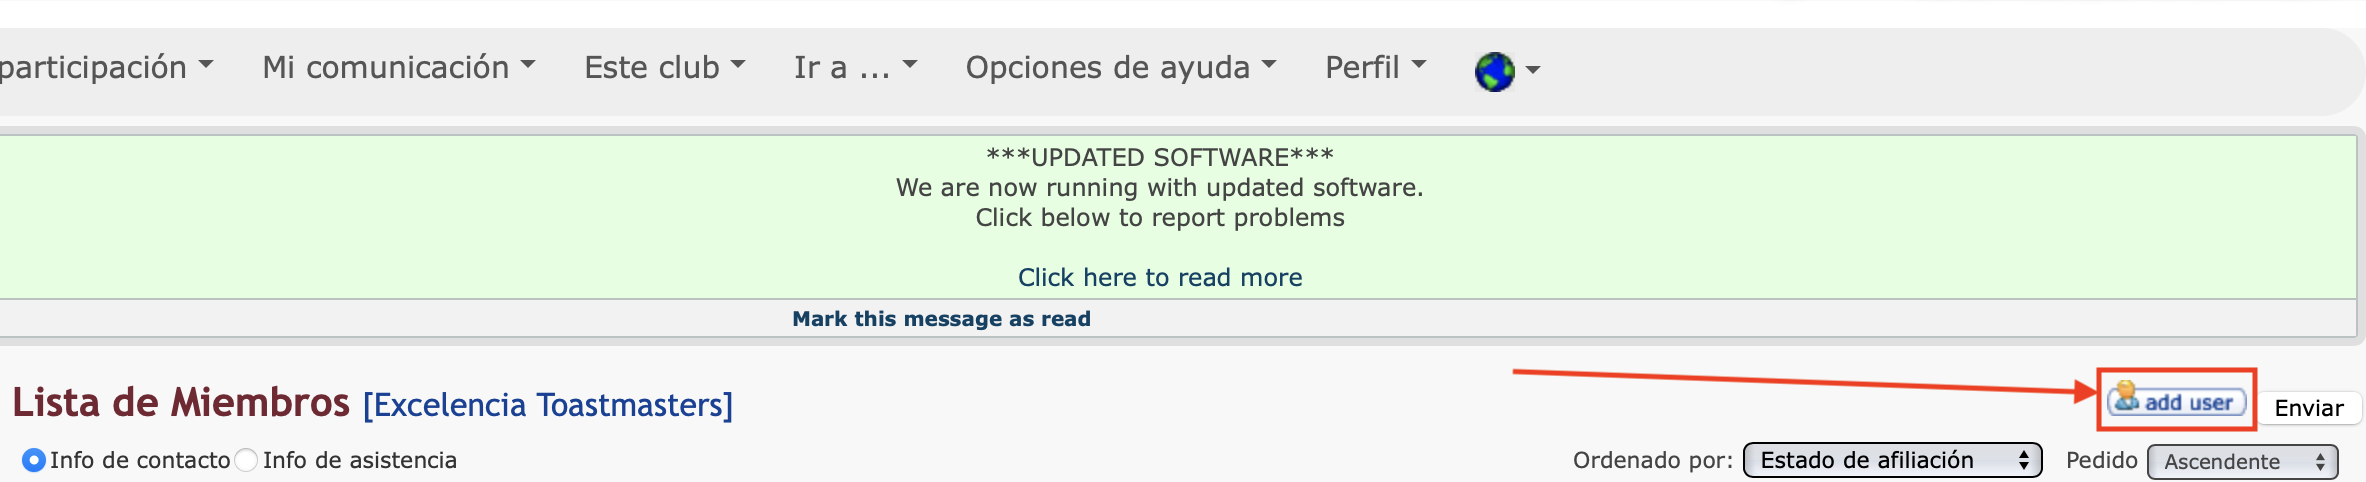 participación Mi comunicación Este club Ir a ... Opciones de ayuda Perfil
***UPDATED SOFTWARE***
We are now running with updated software.
Click below to report problems
Click here to read more
Mark this message as read
Lista de Miembros [Excelencia Toastmasters] add user Enviar
Info de contacto Info de asistencia Ordenado por: Estado de afiliación Pedido Ascendente